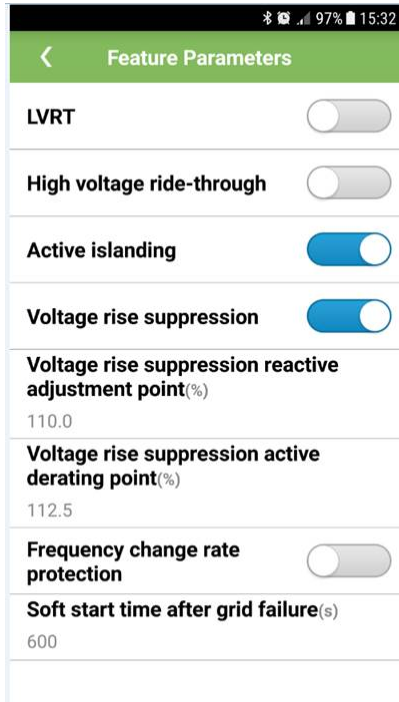 97% 15:32
Feature Parameters
LVRT
High voltage ride-through
Active islanding
Voltage rise suppression
Voltage rise suppression reactive
adjustment point(%)
110.0
Voltage rise suppression active
derating point(%)
112.5
Frequency change rate
protection
Soft start time after grid failure(s)
600